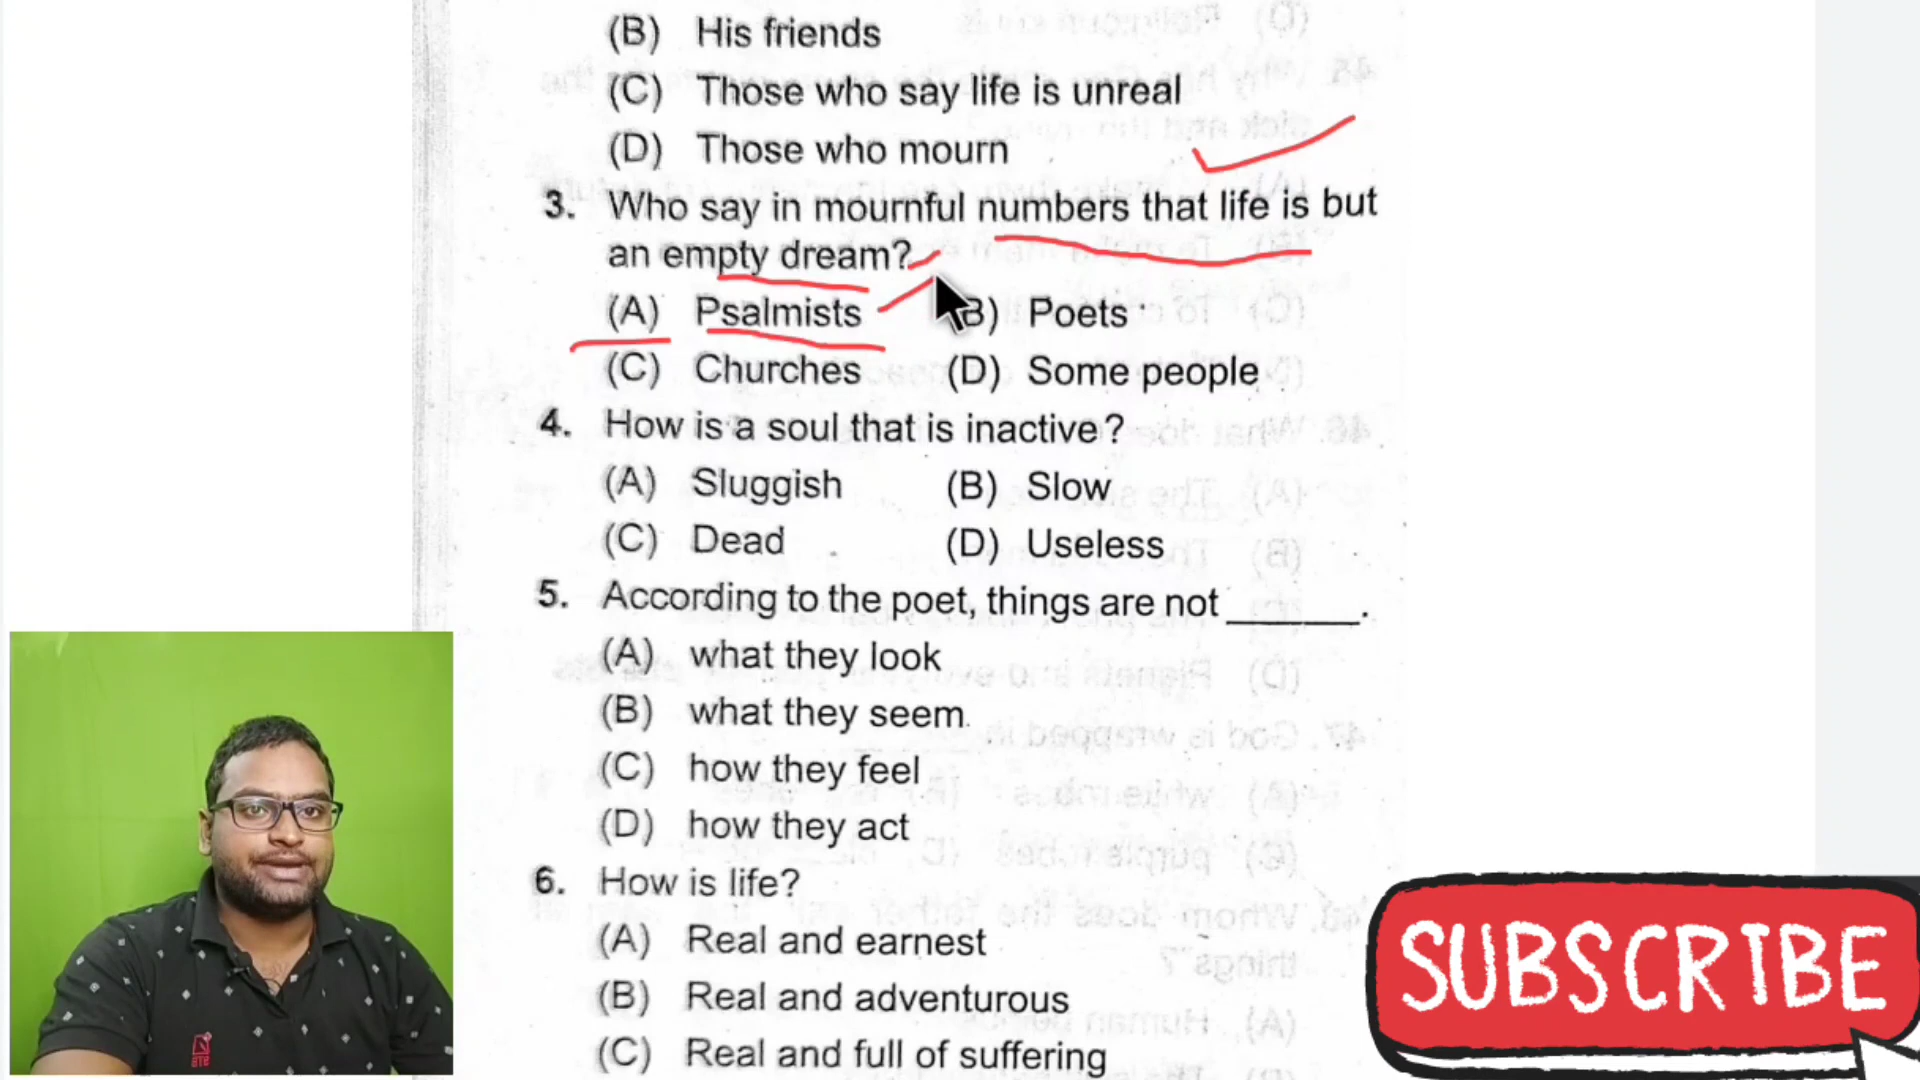 (B) His friends
(C) Those who say life is unreal
(D) Those who mourn
3. Who say in mournful numbers that life is but
an empty dream?
(A) Psalmists (B) Poets
(C) Churches (D) Some people
4. How is a soul that is inactive?
(A) Sluggish (B) Slow
(C) Dead (D) Useless
5. According to the poet, things are not ______.
(A) what they look
(B) what they seem
(C) how they feel
(D) how they act
6. How is life?
(A) Real and earnest
(B) Real and adventurous
(C) Real and full of suffering
SUBSCRIBE